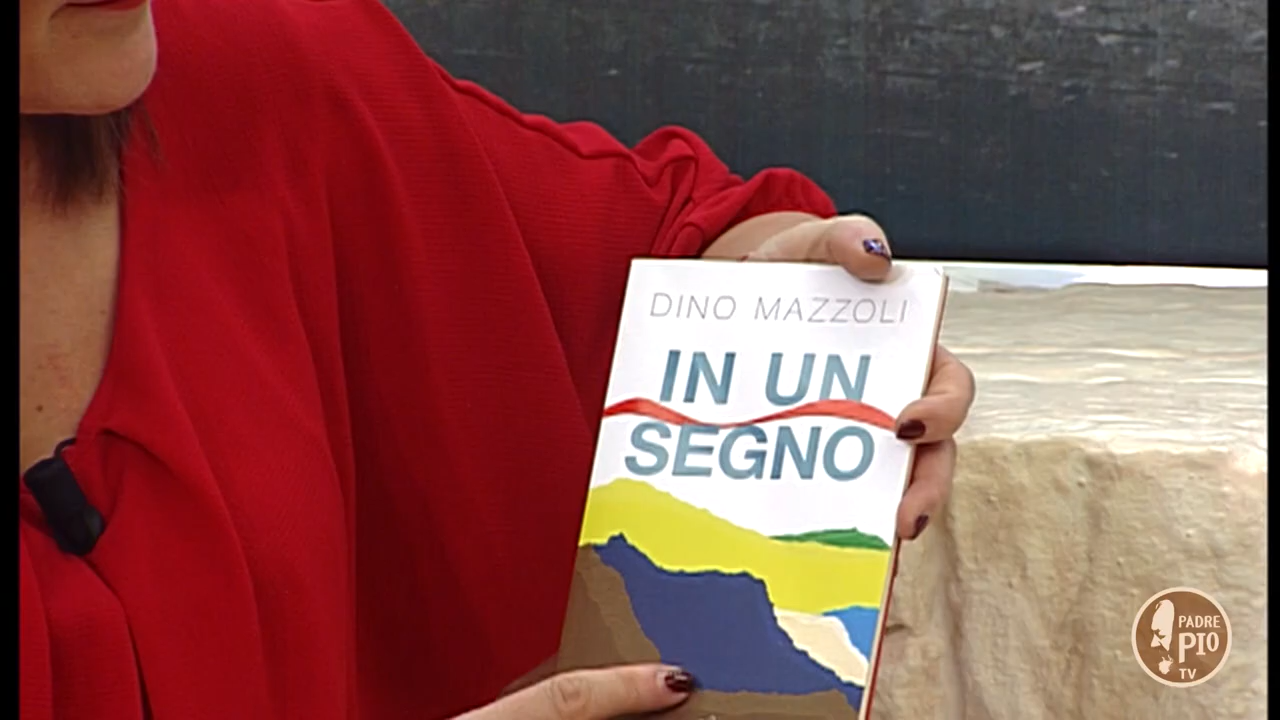 DINO MAZZOLI
IN UN
SEGNO
PADRE
PIO
TV